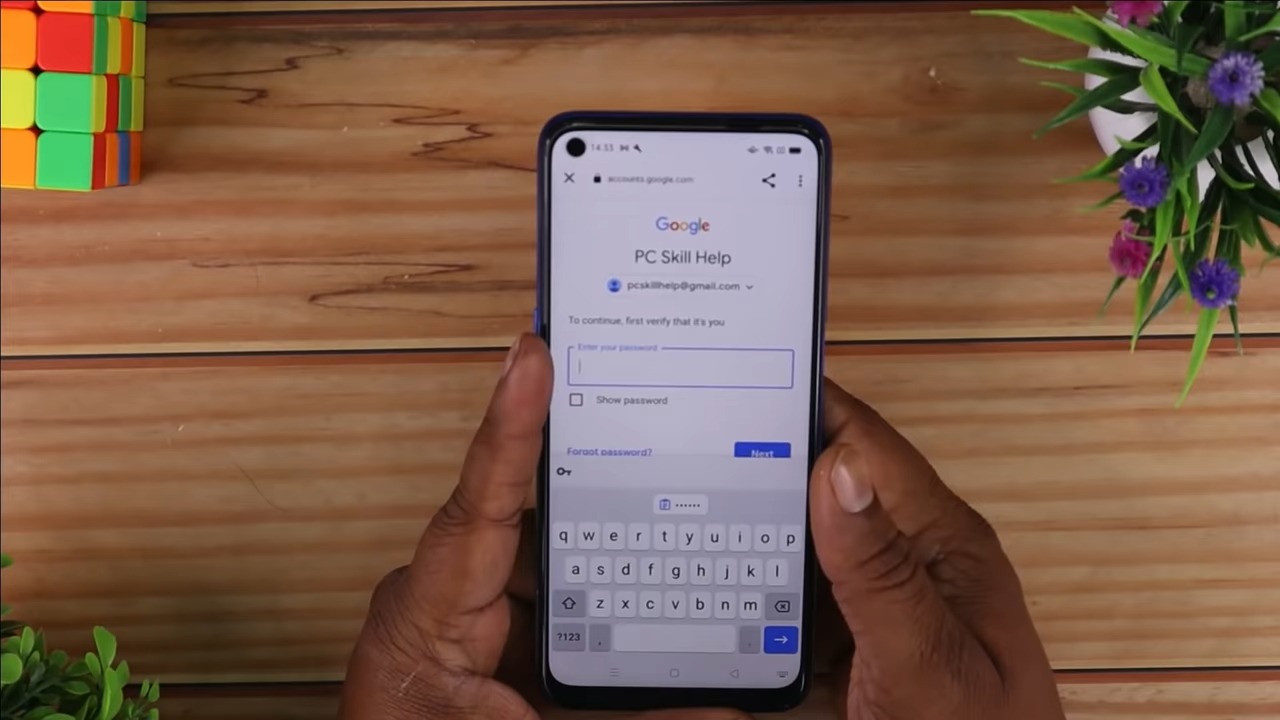 14:33
accounts.google.com
Google
PC Skill Help
pcskillhelp@gmail.com
To continue, first verify that it's you
Enter your password
Show password
Forgot password?
Next
q w e r t y u i o p
a s d f g h j k l
z x c v b n m
?123 , .